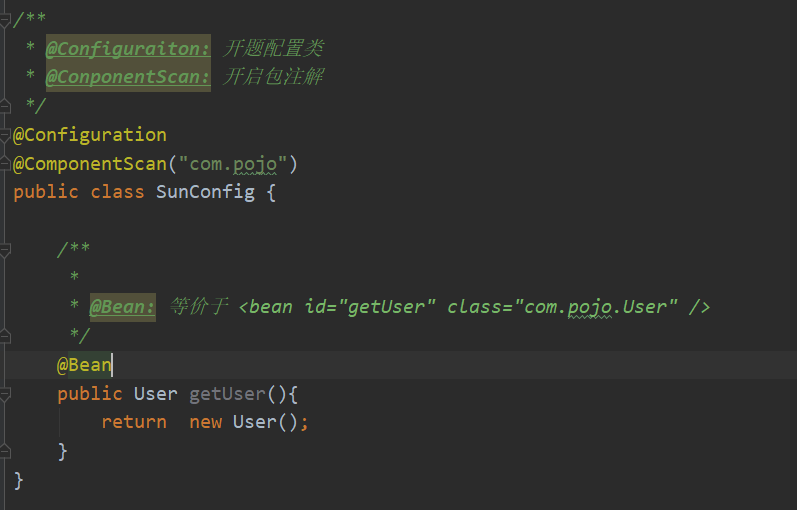 /**
 * @Configuraiton: 开题配置类
 * @ConponentScan: 开启包注解
 */
@Configuration
@ComponentScan("com.pojo")
public class SunConfig {
    /**
     *
     * @Bean: 等价于 <bean id="getUser" class="com.pojo.User" />
     */
    @Bean
    public User getUser(){
        return  new User();
    }
}